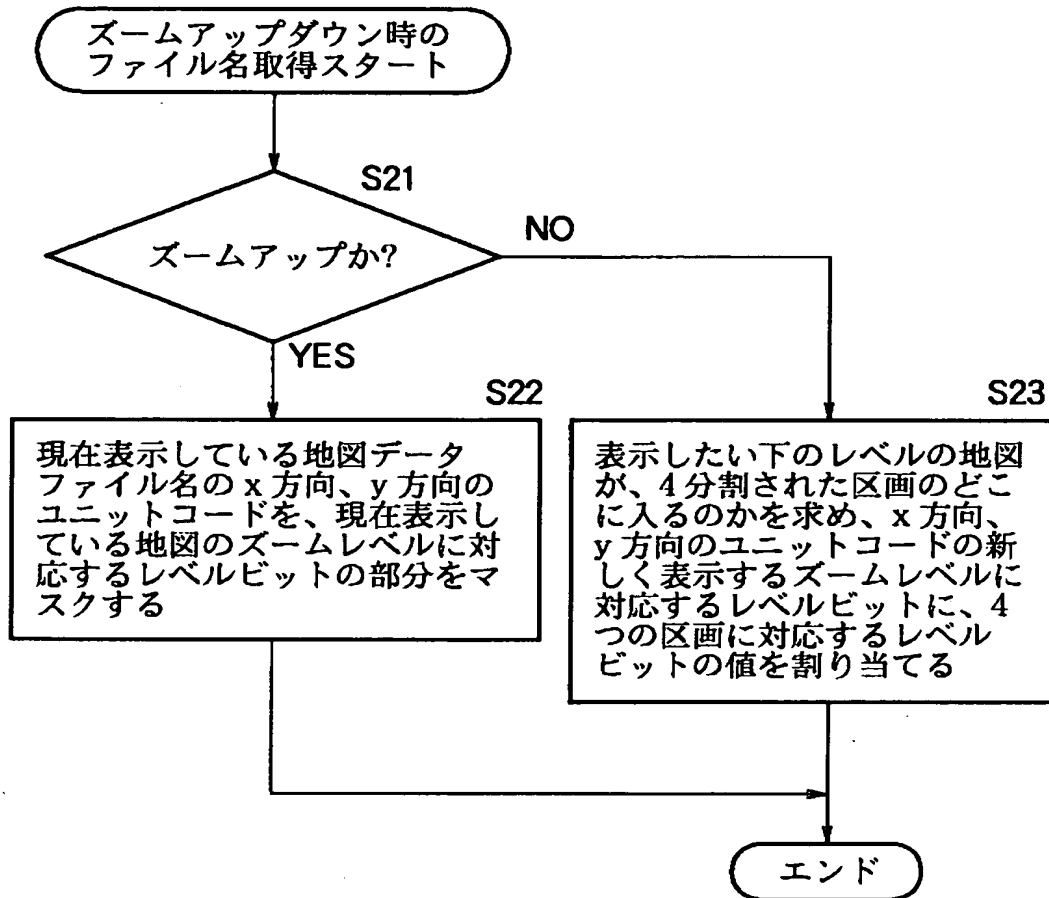 ズームアップダウン時の
ファイル名取得スタート
S21
ズームアップか?
NO
YES
S22
現在表示している地図データ
ファイル名の x 方向、y 方向の
ユニットコードを、現在表示し
ている地図のズームレベルに対
応するレベルビットの部分をマ
スクする
S23
表示したい下のレベルの地図
が、4分割された区画のどこ
に入るのかを求め、x 方向、
y 方向のユニットコードの新
しく表示するズームレベルに
対応するレベルビットに、4
つの区画に対応するレベル
ビットの値を割り当てる
エンド